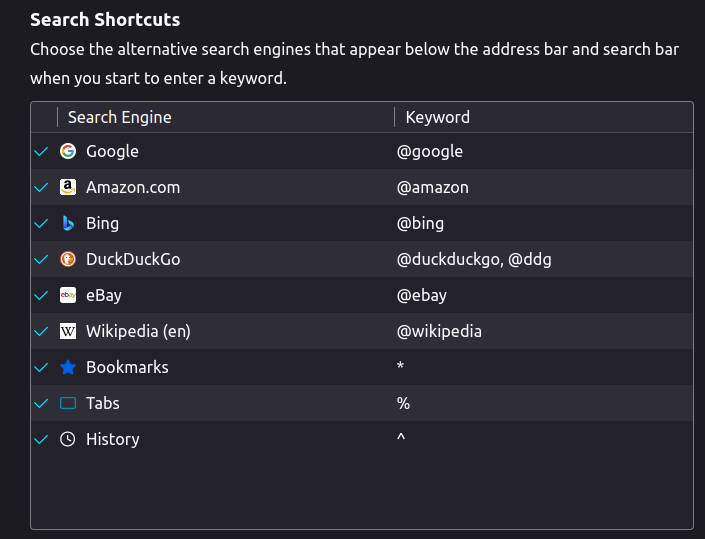 Search Shortcuts
Choose the alternative search engines that appear below the address bar and search bar
when you start to enter a keyword.
Search Engine Keyword
Google @google
Amazon.com @amazon
Bing @bing
DuckDuckGo @duckduckgo, @ddg
eBay @ebay
Wikipedia (en) @wikipedia
Bookmarks *
Tabs %
History ^